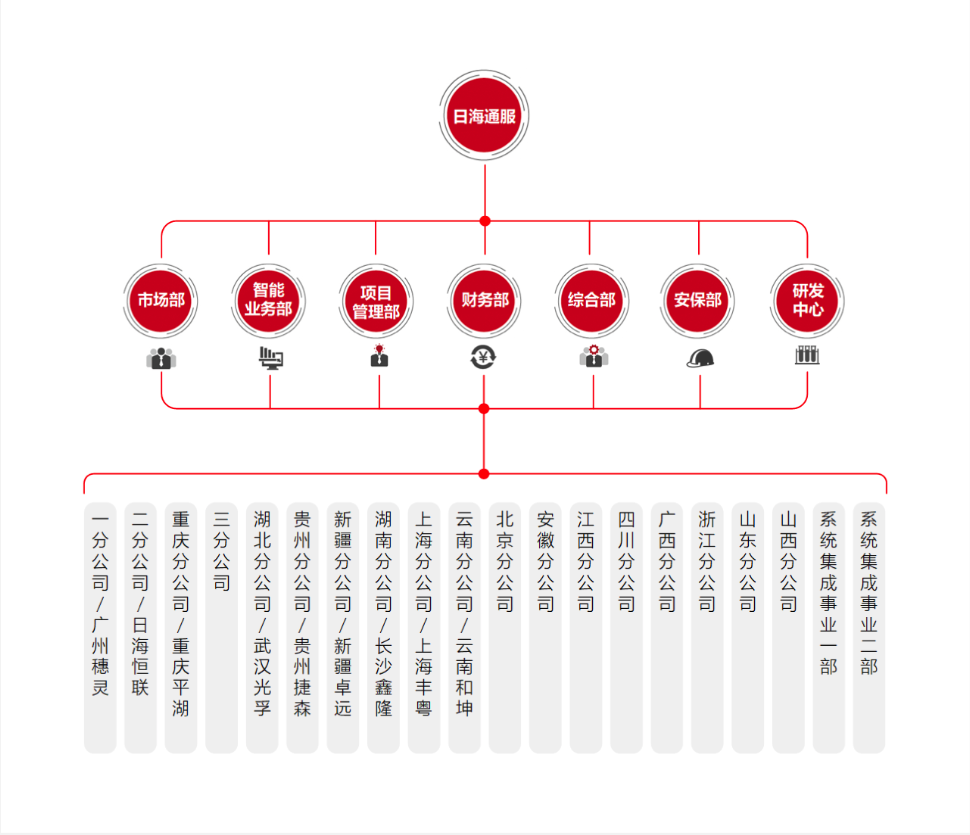 日海通服
市场部
智能
业务部
项目
管理部
财务部
综合部
安保部
研发
中心
一分公司/广州穗灵
二分公司/日海恒联
重庆分公司/重庆平湖
三分公司
湖北分公司/武汉光孚
贵州分公司/贵州捷森
新疆分公司/新疆卓远
湖南分公司/长沙鑫隆
上海分公司/上海丰粤
云南分公司/云南和坤
北京分公司
安徽分公司
江西分公司
四川分公司
广西分公司
浙江分公司
山东分公司
山西分公司
系统集成事业一部
系统集成事业二部